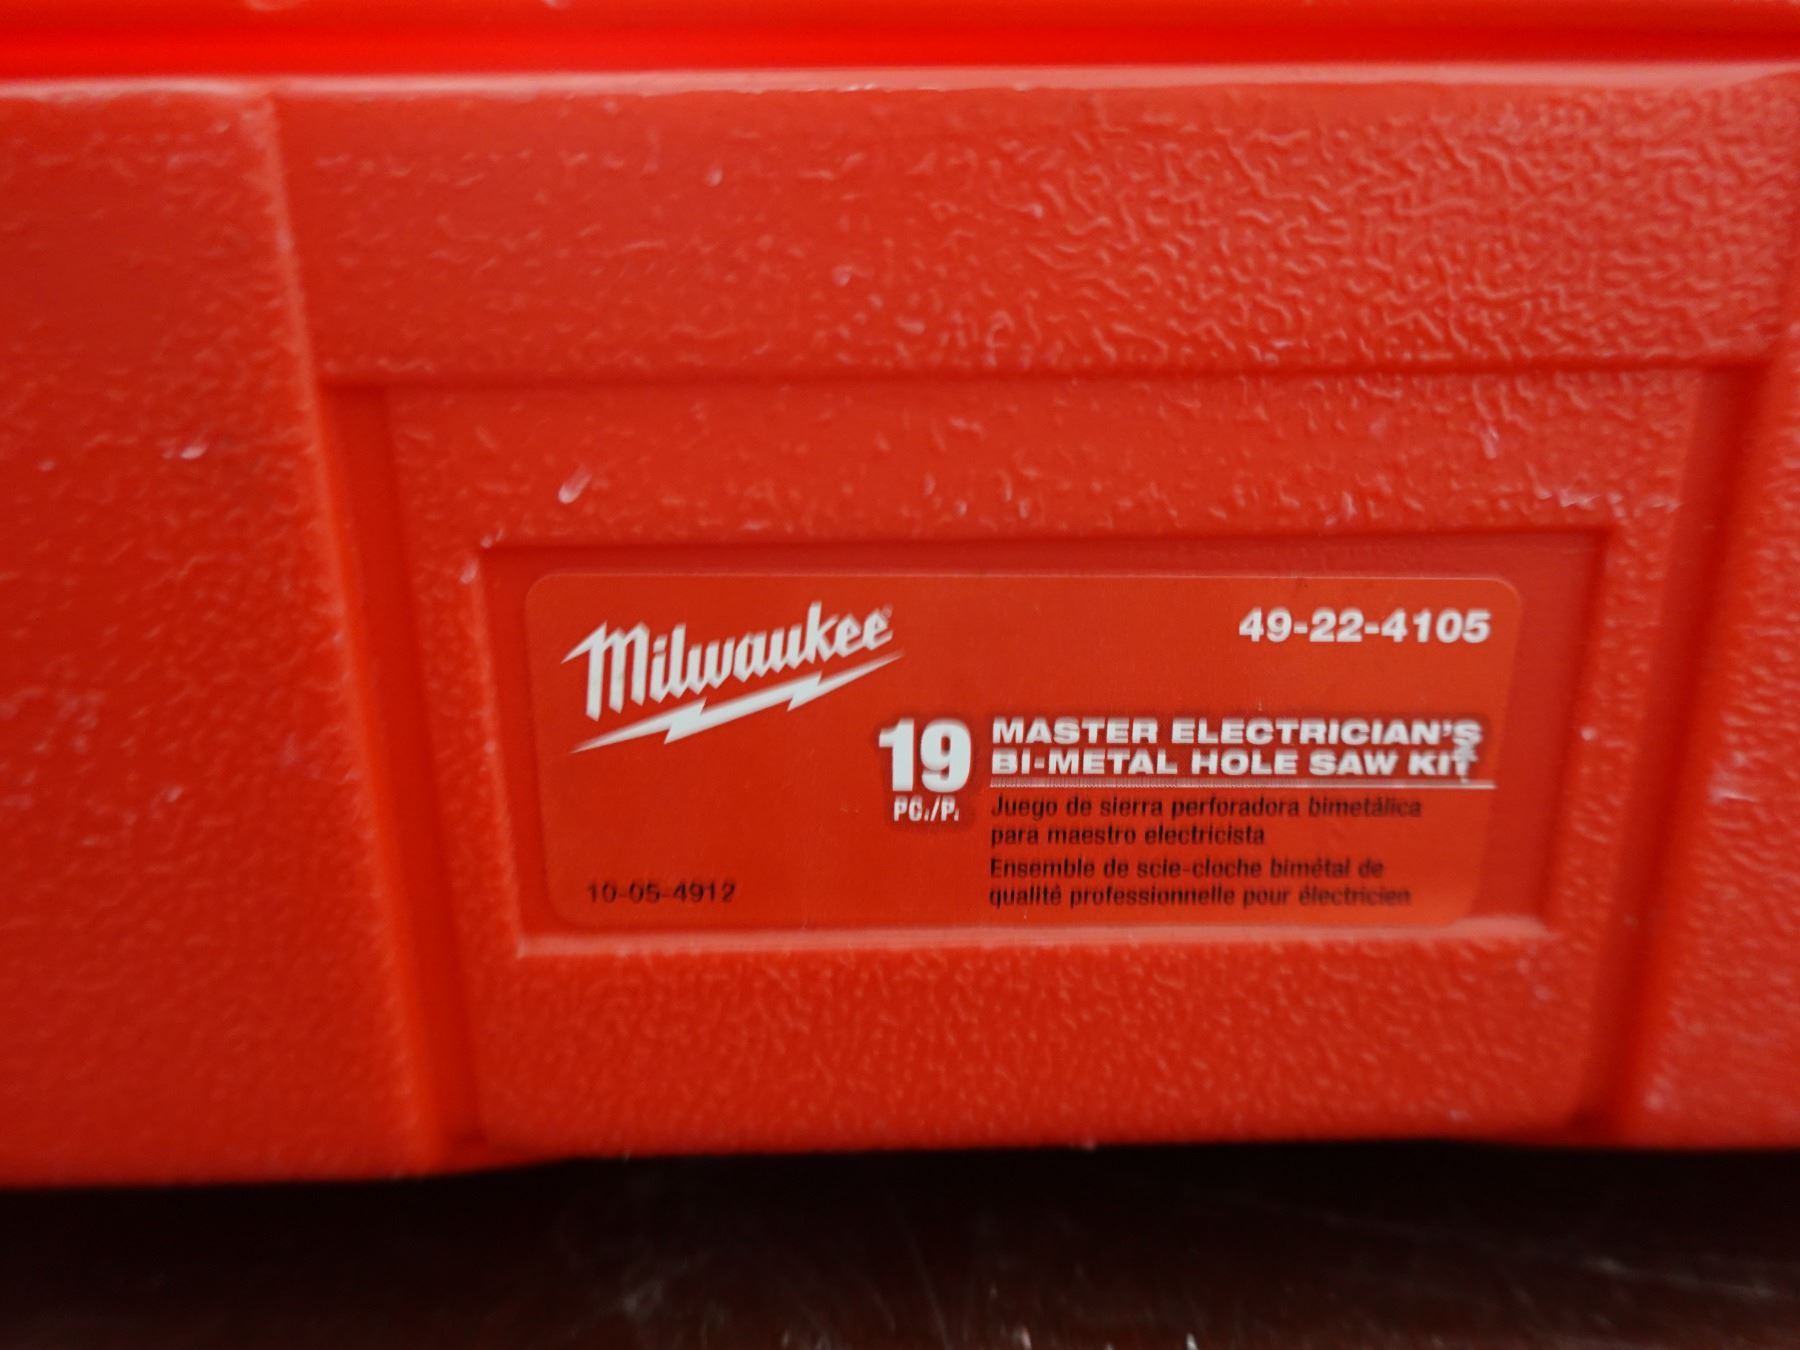 Milwaukee
49-22-4105
19
PC./P.
MASTER ELECTRICIAN'S
BI-METAL HOLE SAW KIT
Juego de sierra perforadora bimetálica
para maestro electricista
Ensemble de scie-cloche bimétal de
qualité professionnelle pour électricien
10-05-4912